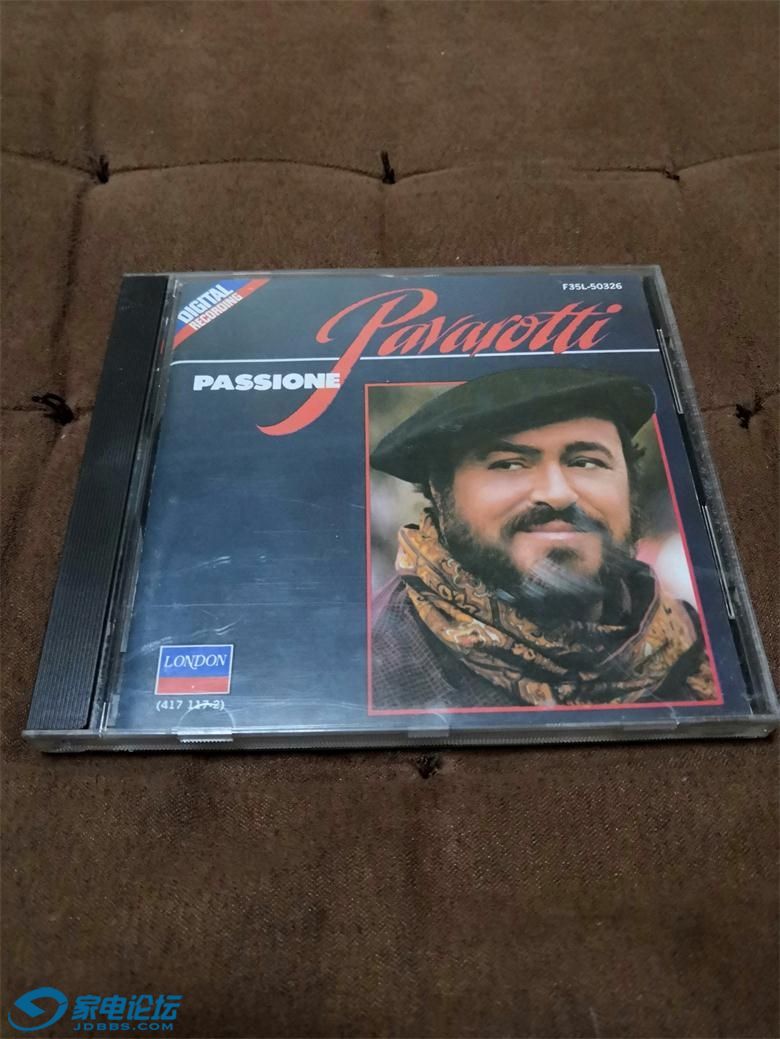 DIGITAL
RECORDING
F35L-50326
Pavarotti
PASSIONE
LONDON
(417 117-2)
家电论坛
JDBBS.COM